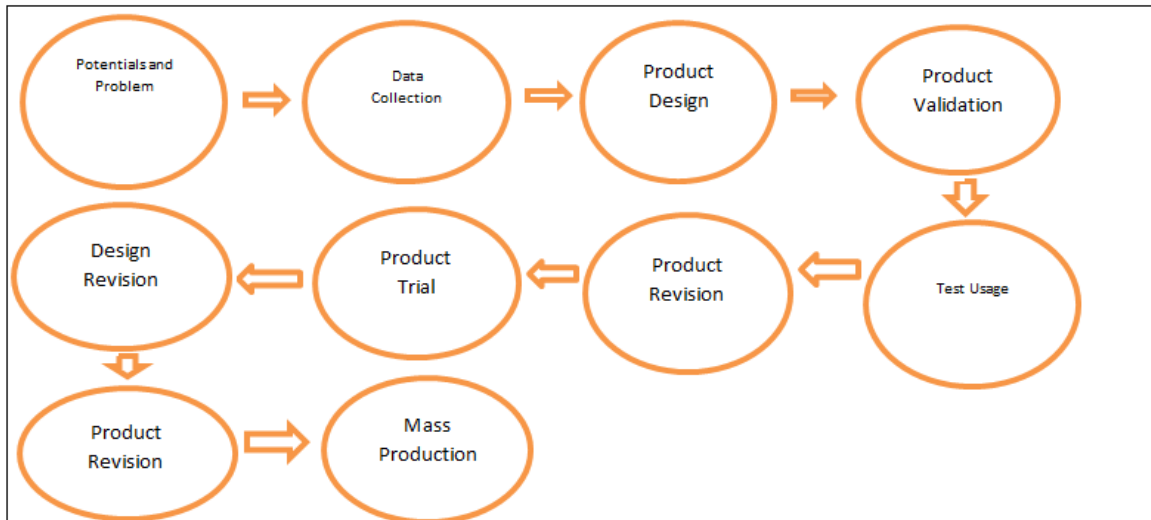 Potentials and
Problem
Data
Collection
Product
Design
Product
Validation
Test Usage
Product
Revision
Product
Trial
Design
Revision
Product
Revision
Mass
Production